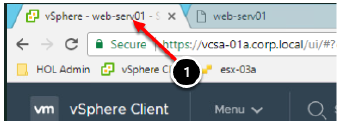 vSphere - web-serv01 - S × web-serv01
Secure | https://vcsa-01a.corp.local/ui/#?
HOL Admin vSphere Cl esx-03a
1
vm vSphere Client Menu